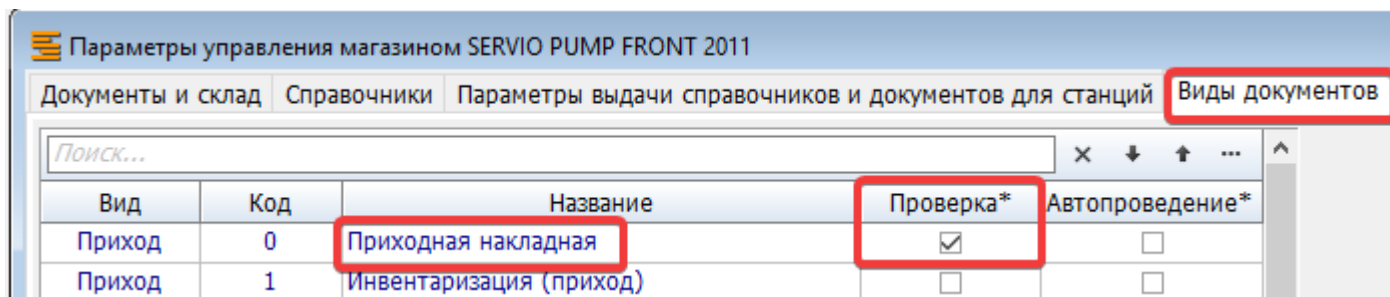 Параметры управления магазином SERVIO PUMP FRONT 2011
Документы и склад Справочники Параметры выдачи справочников и документов для станций Виды документов
Поиск...
Вид Код Название Проверка* Автопроведение*
Приход 0 Приходная накладная
Приход 1 Инвентаризация (приход)